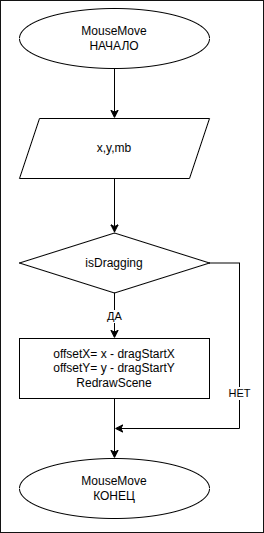 MouseMove
НАЧАЛО
x,y,mb
isDragging
ДА
offsetX= x - dragStartX
offsetY= y - dragStartY
RedrawScene
НЕТ
MouseMove
КОНЕЦ